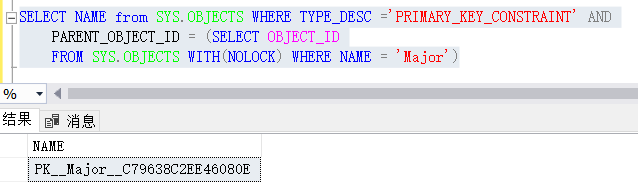 SELECT NAME from SYS.OBJECTS WHERE TYPE_DESC ='PRIMARY_KEY_CONSTRAINT' AND
PARENT_OBJECT_ID = (SELECT OBJECT_ID
FROM SYS.OBJECTS WITH(NOLOCK) WHERE NAME = 'Major')
%
结果 消息
NAME
PK__Major__C79638C2EE46080E